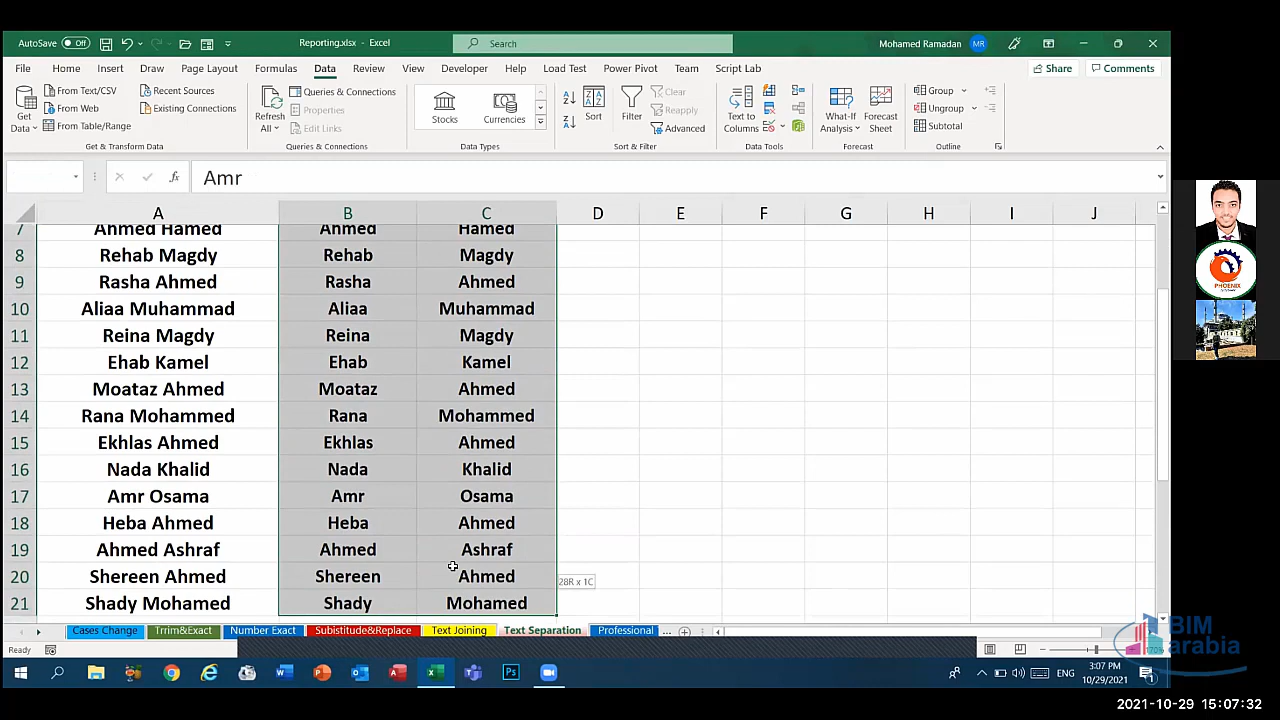 AutoSave Off Reporting.xlsx - Excel Search Mohamed Ramadan MR
File Home Insert Draw Page Layout Formulas Data Review View Developer Help Load Test Power Pivot Team Script Lab Share Comments
Get Data
From Text/CSV
From Web
From Table/Range
Recent Sources
Existing Connections
Get & Transform Data
Refresh All
Queries & Connections
Properties
Edit Links
Queries & Connections
Stocks Currencies
Data Types
Sort Filter
Clear
Reapply
Advanced
Sort & Filter
Text to Columns
Data Tools
What-If Analysis
Forecast Sheet
Forecast
Group
Ungroup
Subtotal
Outline
fx Amr
A B C D E F G H I J
7 Ahmed Hamed Ahmed Hamed
8 Rehab Magdy Rehab Magdy
9 Rasha Ahmed Rasha Ahmed
10 Aliaa Muhammad Aliaa Muhammad
11 Reina Magdy Reina Magdy
12 Ehab Kamel Ehab Kamel
13 Moataz Ahmed Moataz Ahmed
14 Rana Mohammed Rana Mohammed
15 Ekhlas Ahmed Ekhlas Ahmed
16 Nada Khalid Nada Khalid
17 Amr Osama Amr Osama
18 Heba Ahmed Heba Ahmed
19 Ahmed Ashraf Ahmed Ashraf
20 Shereen Ahmed Shereen Ahmed 28R x 1C
21 Shady Mohamed Shady Mohamed
Cases Change Trrim&Exact Number Exact Subistitude&Replace Text Joining Text Separation Professional ...
Ready 170%
ENG 3:07 PM
10/29/2021
PHOENIX
BIM arabia
2021-10-29 15:07:32